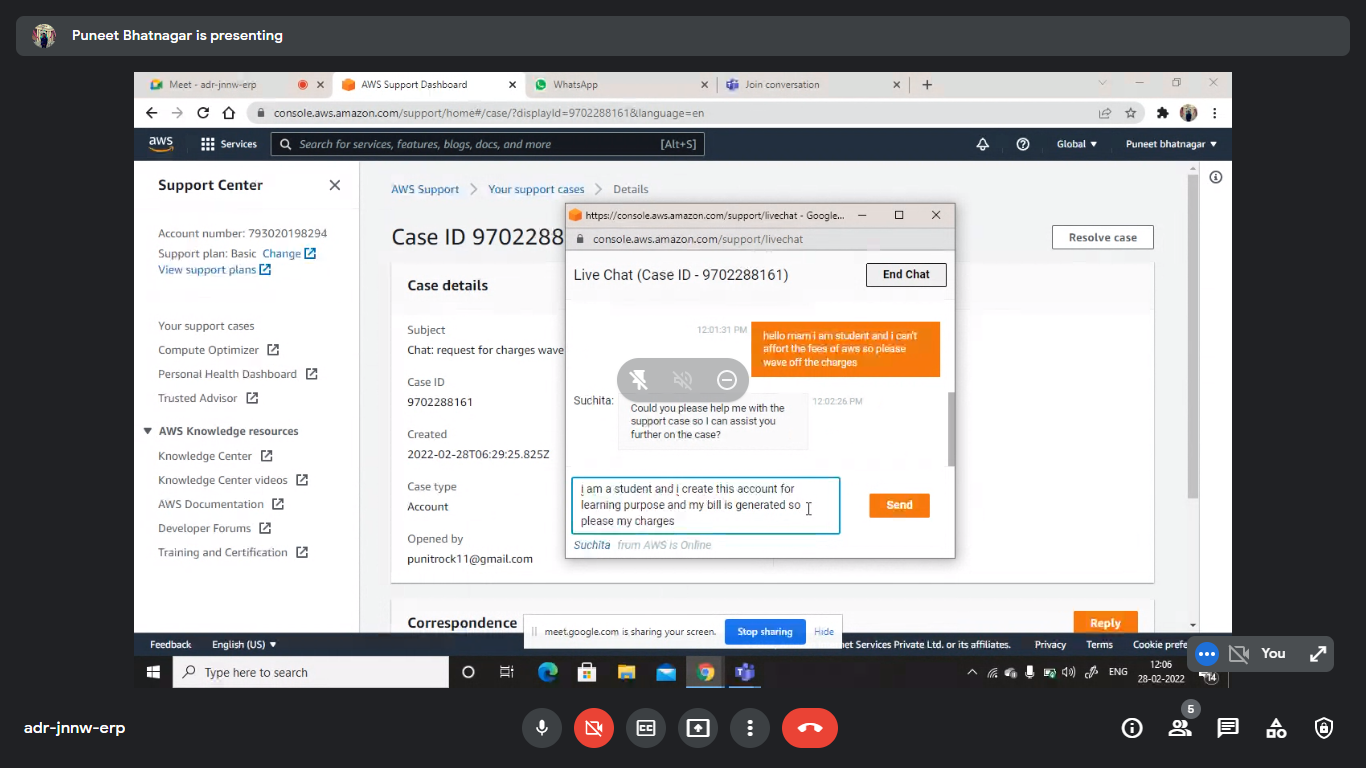 Puneet Bhatnagar is presenting
Meet - adr-jnnw-erp
AWS Support Dashboard
WhatsApp
Join conversation
console.aws.amazon.com/support/home#/case/?displayId=9702288161&language=en
aws
Services
Search for services, features, blogs, docs, and more
[Alt+S]
Global
Puneet bhatnagar
Support Center
Account number: 793020198294
Support plan: Basic Change
View support plans
Your support cases
Compute Optimizer
Personal Health Dashboard
Trusted Advisor
AWS Knowledge resources
Knowledge Center
Knowledge Center videos
AWS Documentation
Developer Forums
Training and Certification
AWS Support
Your support cases
Details
Case ID 9702288
Resolve case
Case details
Subject
Chat: request for charges wave
Case ID
9702288161
Created
2022-02-28T06:29:25.825Z
Case type
Account
Opened by
punitrock11@gmail.com
Correspondence
Reply
https://console.aws.amazon.com/support/livechat - Google...
console.aws.amazon.com/support/livechat
Live Chat (Case ID - 9702288161)
End Chat
12:01:31 PM
hello mam i am student and i can't
affort the fees of aws so please
wave off the charges
Suchita:
12:02:26 PM
Could you please help me with the
support case so I can assist you
further on the case?
i am a student and i create this account for
learning purpose and my bill is generated so
please my charges
Send
Suchita from AWS is Online
meet.google.com is sharing your screen.
Stop sharing
Hide
Feedback
English (US)
net Services Private Ltd. or its affiliates.
Privacy
Terms
Cookie prefe
Type here to search
ENG
12:06
28-02-2022
14
You
adr-jnnw-erp
CC
5